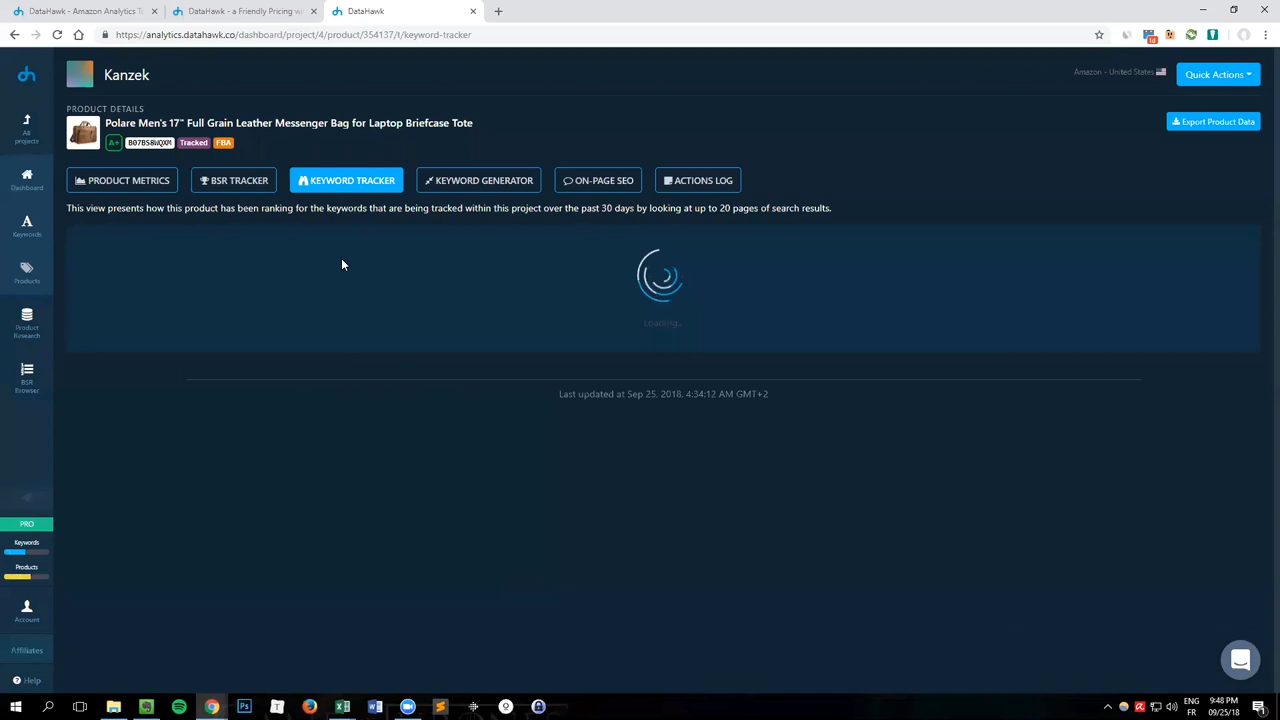 DataHawk - Amazon Analytics To
DataHawk - a Friendly Pricing wi
DataHawk
https://analytics.datahawk.co/dashboard/project/4/product/354137/t/keyword-tracker
1d
Kanzek
Amazon - United States
Quick Actions
PRODUCT DETAILS
Polare Men's 17" Full Grain Leather Messenger Bag for Laptop Briefcase Tote
A+ B07BS8WQXM Tracked FBA
Export Product Data
PRODUCT METRICS
BSR TRACKER
KEYWORD TRACKER
KEYWORD GENERATOR
ON-PAGE SEO
ACTIONS LOG
This view presents how this product has been ranking for the keywords that are being tracked within this project over the past 30 days by looking at up to 20 pages of search results.
Loading..
Last updated at Sep 25, 2018, 4:34:12 AM GMT+2
All
projects
Dashboard
Keywords
Products
Product
Research
BSR
Browser
PRO
Keywords
Products
Account
Affiliates
Help
ENG
FR
9:48 PM
09/25/18